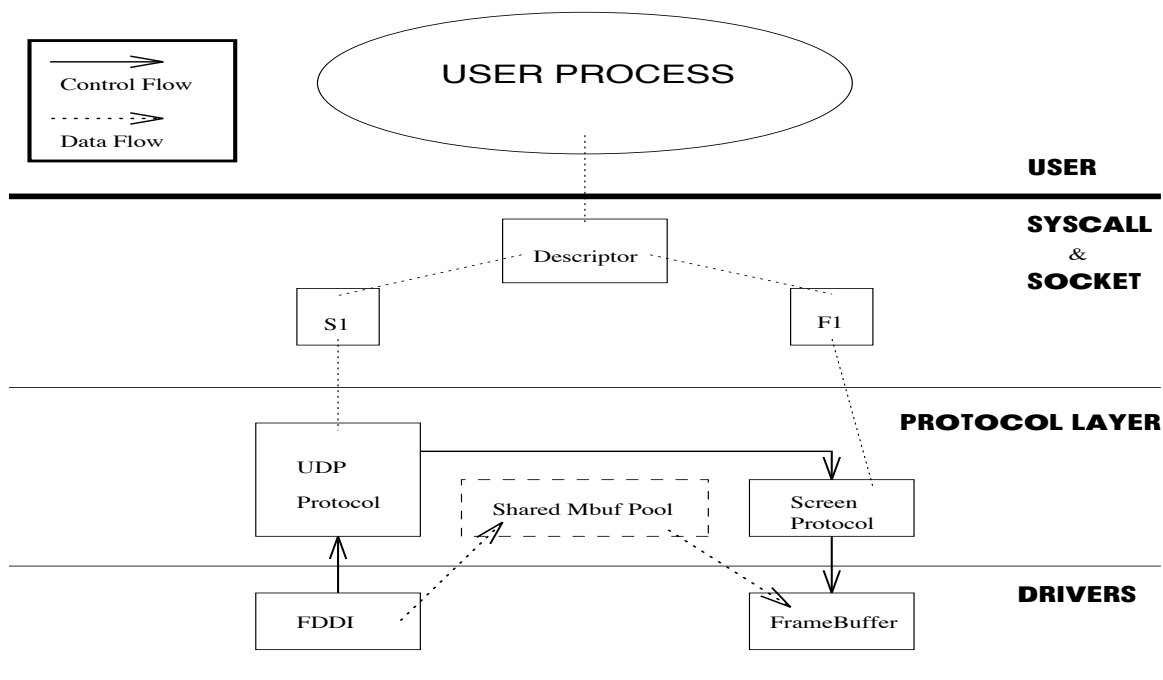 USER PROCESS
Control Flow
Data Flow
USER
SYSCALL
&
SOCKET
Descriptor
S1
F1
PROTOCOL LAYER
UDP
Protocol
Shared Mbuf Pool
Screen
Protocol
DRIVERS
FDDI
FrameBuffer